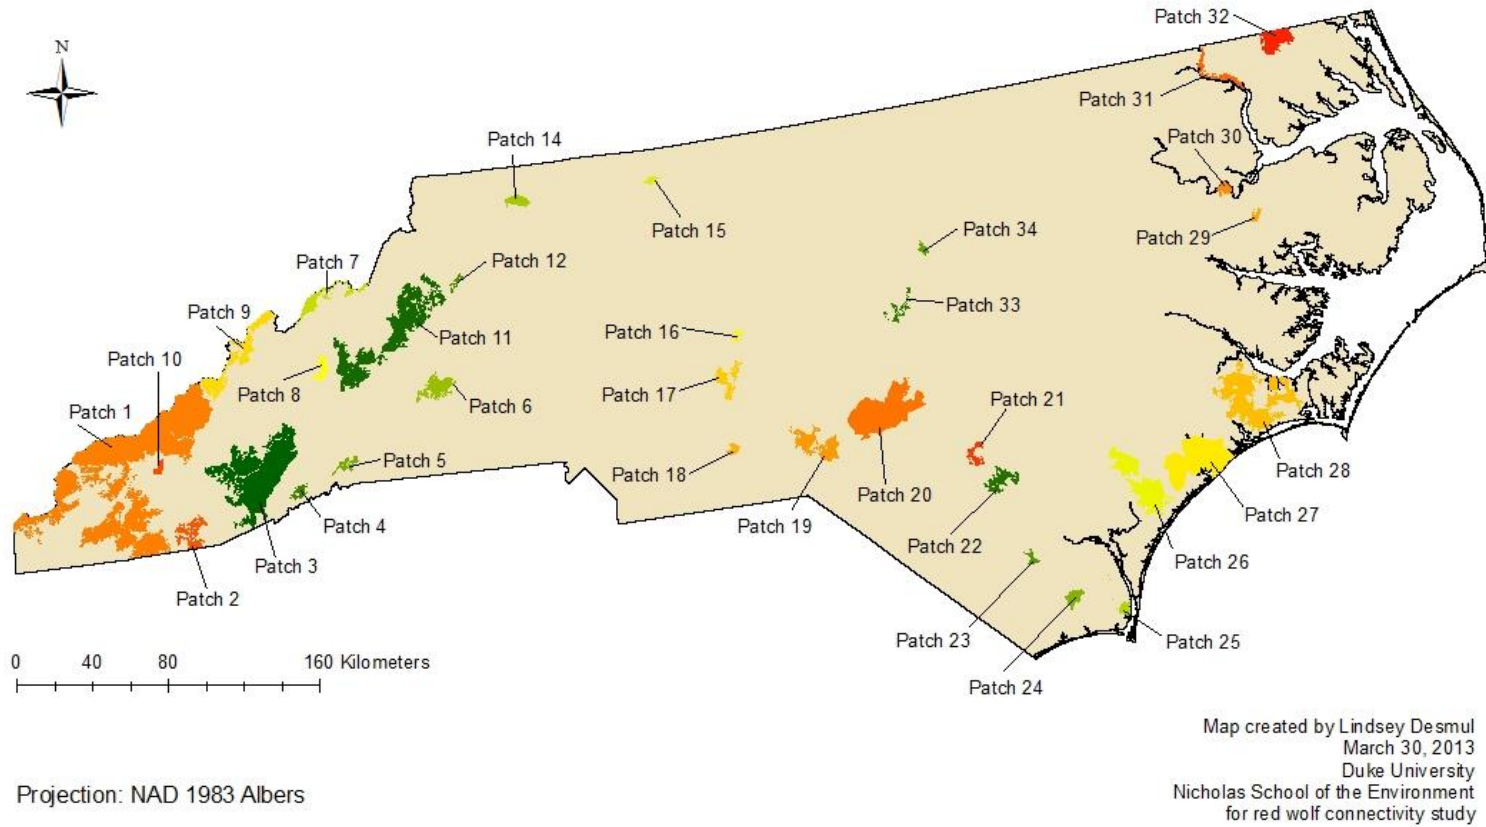 Patch 32
N
Patch 31
Patch 30
Patch 14
Patch 15
Patch 34
Patch 29
Patch 7
Patch 12
Patch 9
Patch 33
Patch 16
Patch 11
Patch 10
Patch 8
Patch 17
Patch 6
Patch 21
Patch 1
Patch 5
Patch 18
Patch 28
Patch 20
Patch 27
Patch 4
Patch 19
Patch 22
Patch 26
Patch 3
Patch 2
Patch 23
Patch 25
Patch 24
0 40 80 160 Kilometers
Map created by Lindsey Desmul
March 30, 2013
Duke University
Nicholas School of the Environment
for red wolf connectivity study
Projection: NAD 1983 Albers